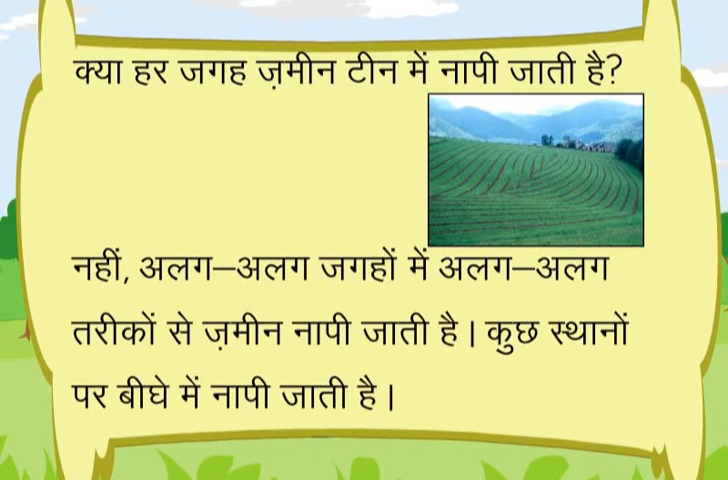 क्या हर जगह ज़मीन टीन में नापी जाती है?
नहीं, अलग–अलग जगहों में अलग–अलग
तरीकों से ज़मीन नापी जाती है | कुछ स्थानों
पर बीघे में नापी जाती है |